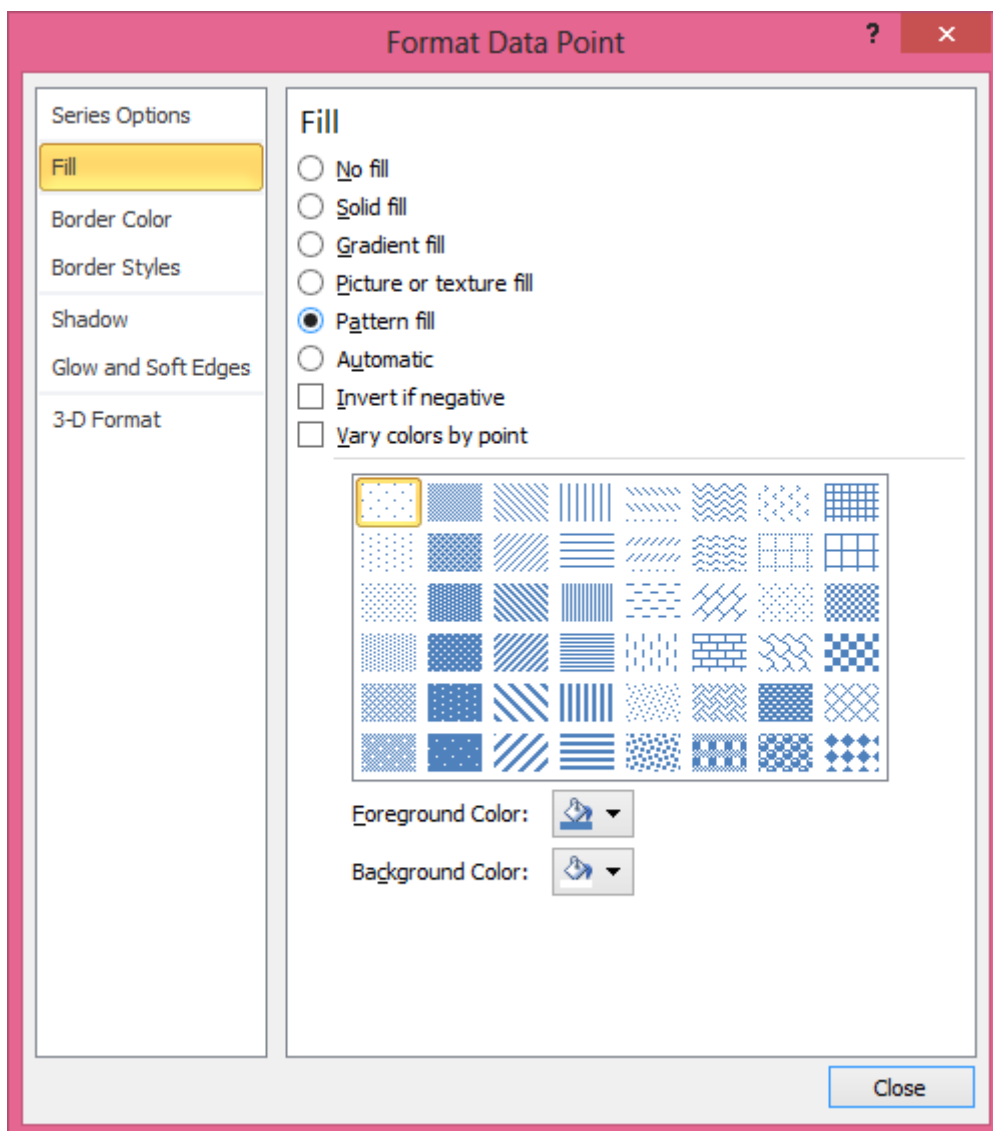 Format Data Point
?
Series Options
Fill
Border Color
Border Styles
Shadow
Glow and Soft Edges
3-D Format
Fill
No fill
Solid fill
Gradient fill
Picture or texture fill
Pattern fill
Automatic
Invert if negative
Vary colors by point
Foreground Color:
Background Color:
Close